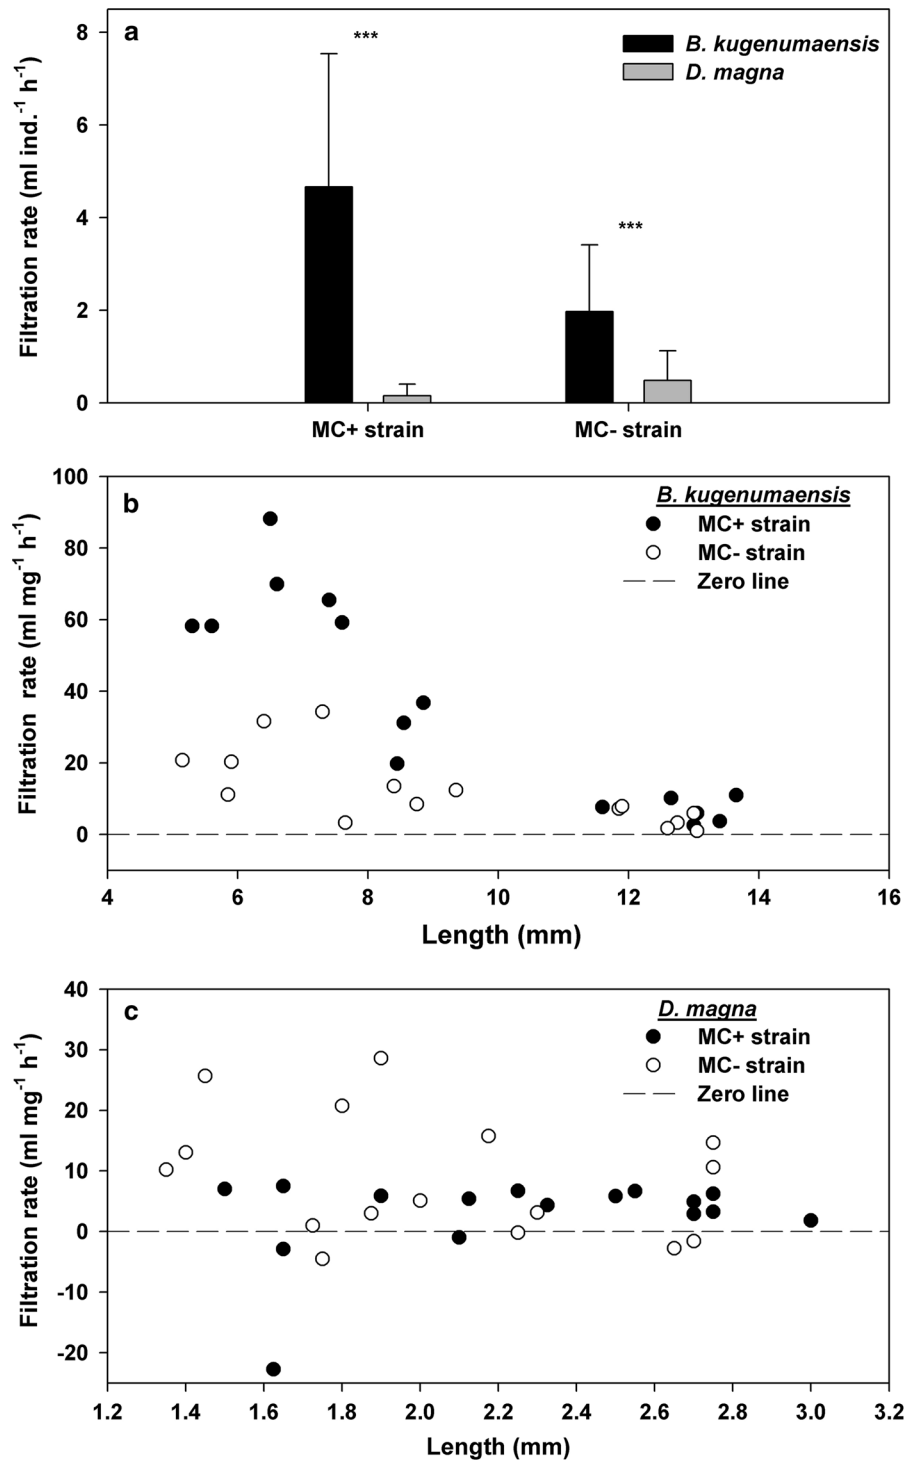 a
***
***
B. kugenumaensis
D. magna
Filtration rate (ml ind.⁻¹ h⁻¹)
8
6
4
2
0
MC+ strain MC- strain
b
B. kugenumaensis
MC+ strain
MC- strain
Zero line
Filtration rate (ml mg⁻¹ h⁻¹)
100
80
60
40
20
0
4 6 8 10 12 14 16
Length (mm)
c
D. magna
MC+ strain
MC- strain
Zero line
Filtration rate (ml mg⁻¹ h⁻¹)
40
30
20
10
0
-10
-20
1.2 1.4 1.6 1.8 2.0 2.2 2.4 2.6 2.8 3.0 3.2
Length (mm)